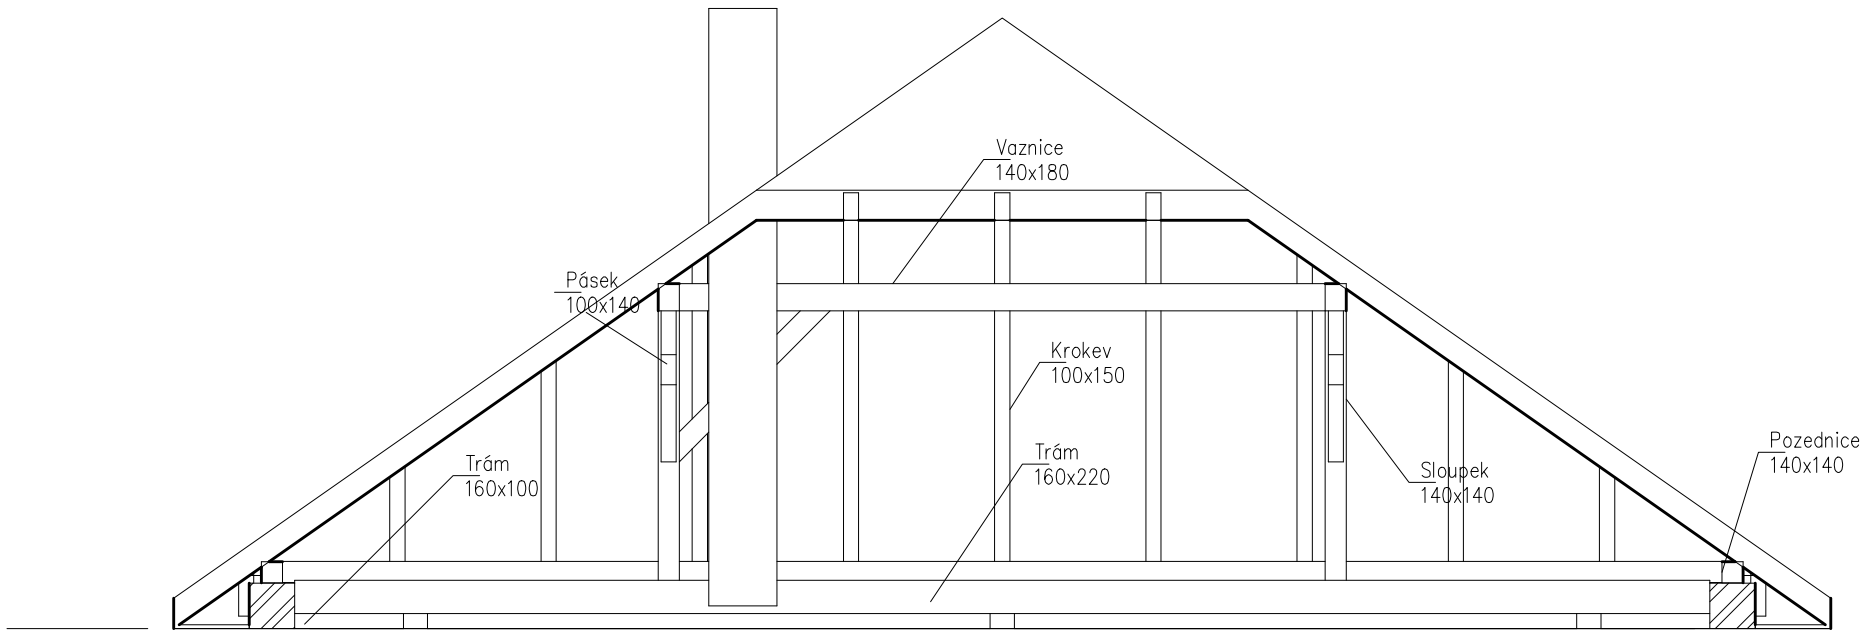 Vaznice
140x180
Pásek
100x140
Krokev
100x150
Trám
160x100
Trám
160x220
Sloupek
140x140
Pozednice
140x140